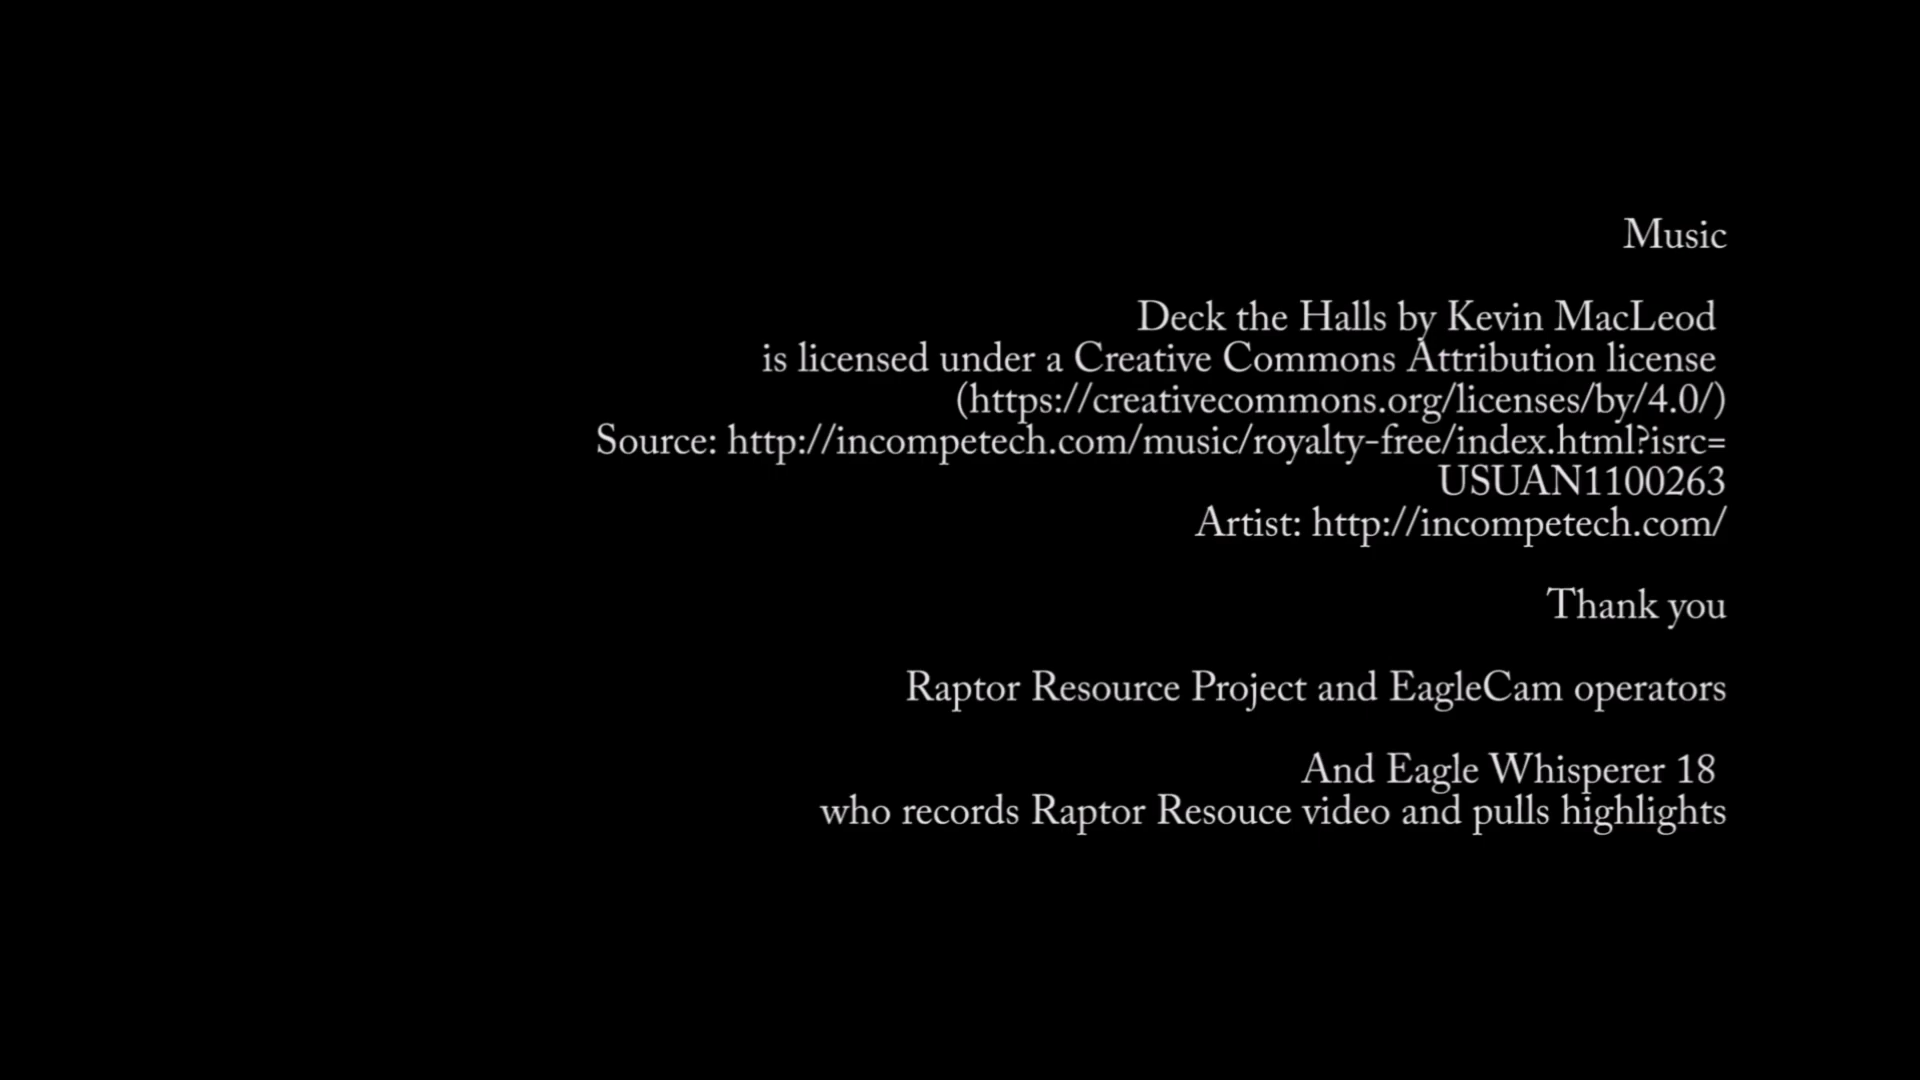 Music
Deck the Halls by Kevin MacLeod
is licensed under a Creative Commons Attribution license
(https://creativecommons.org/licenses/by/4.0/)
Source: http://incompetech.com/music/royalty-free/index.html?isrc=
USUAN1100263
Artist: http://incompetech.com/
Thank you
Raptor Resource Project and EagleCam operators
And Eagle Whisperer 18
who records Raptor Resouce video and pulls highlights